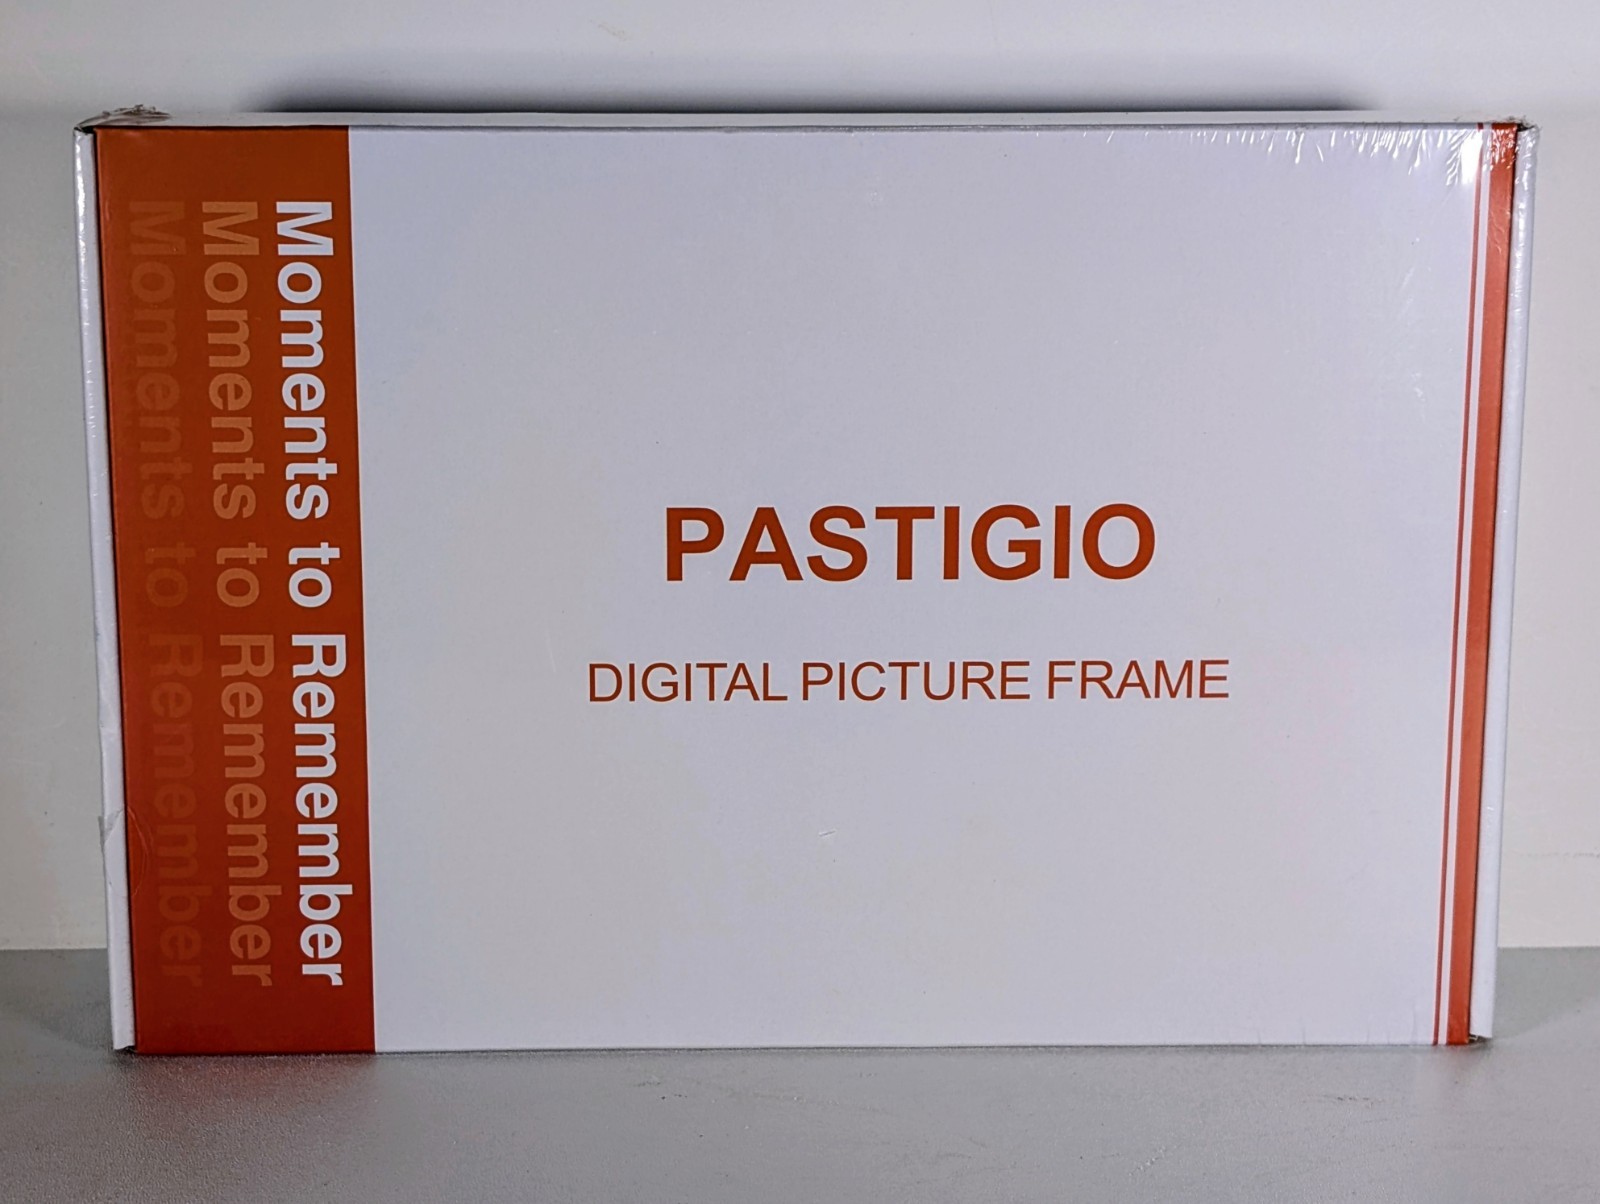 Moments to Remember
Moments to Remember
Moments to Remember
PASTIGIO
DIGITAL PICTURE FRAME